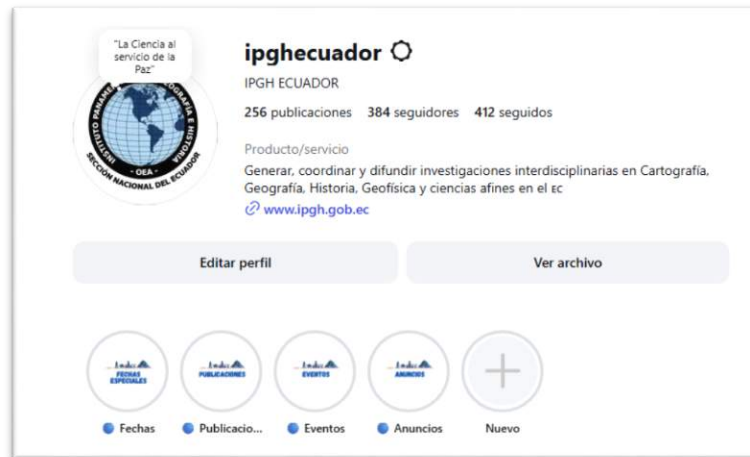 "La Ciencia al
servicio de la
Paz"
INSTITUTO PANAMERICANO DE GEOGRAFÍA E HISTORIA
- OEA -
SECCIÓN NACIONAL DEL ECUADOR
ipghecuador
IPGH ECUADOR
256 publicaciones 384 seguidores 412 seguidos
Producto/servicio
Generar, coordinar y difundir investigaciones interdisciplinarias en Cartografía,
Geografía, Historia, Geofísica y ciencias afines en el EC
www.ipgh.gob.ec
Editar perfil
Ver archivo
FECHAS
ESPECIALES
PUBLICACIONES
EVENTOS
ANUNCIOS
Fechas
Publicacio...
Eventos
Anuncios
Nuevo